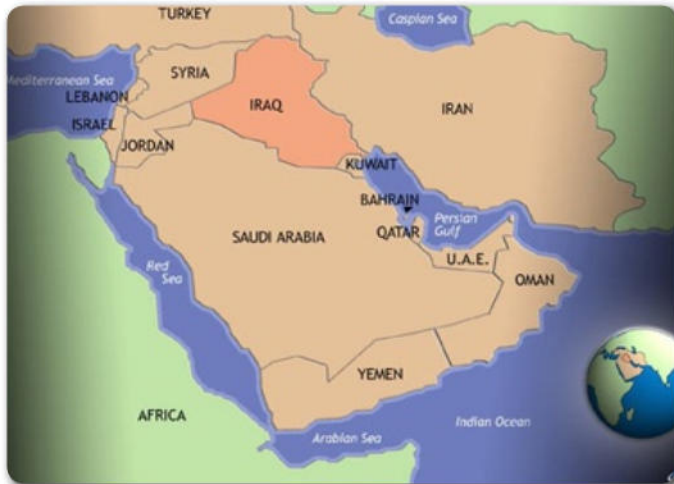 TURKEY
Caspian Sea
Mediterranean Sea
SYRIA
LEBANON
IRAQ
IRAN
ISRAEL
JORDAN
KUWAIT
BAHRAIN
Persian
Gulf
QATAR
SAUDI ARABIA
U.A.E.
Red
Sea
OMAN
YEMEN
AFRICA
Indian Ocean
Arabian Sea